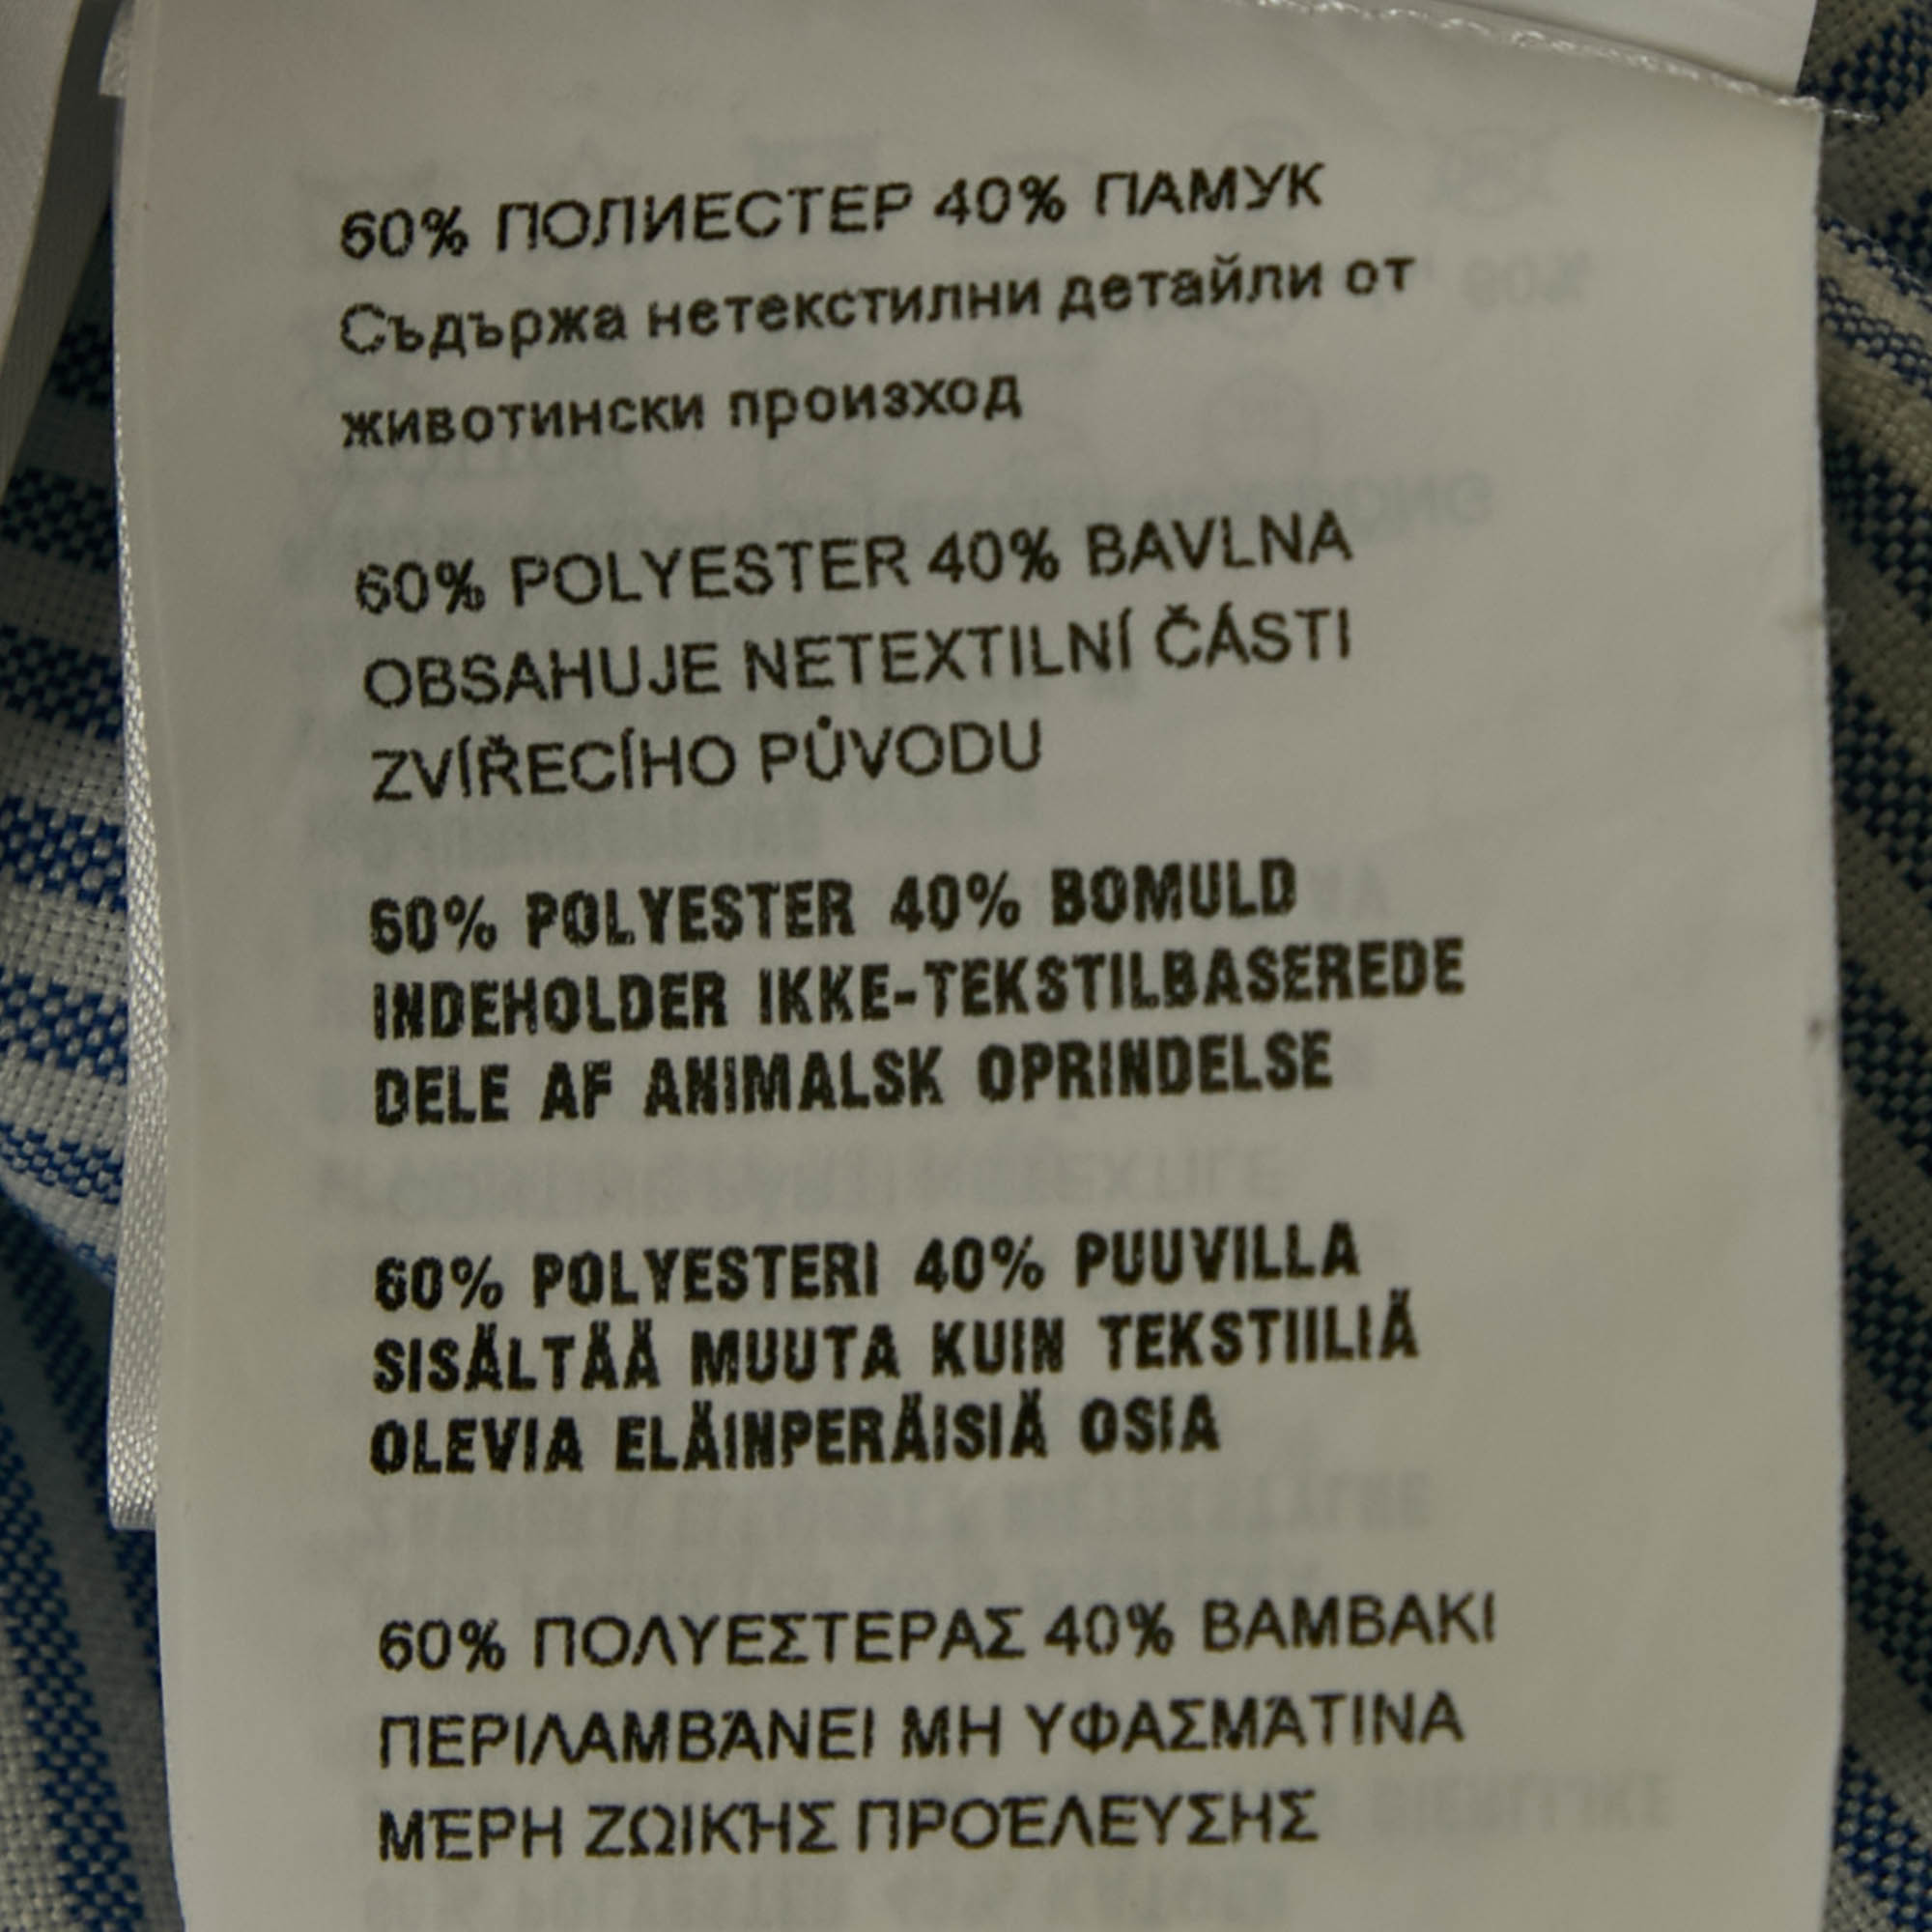 60% ПОЛИЕСТЕР 40% ПАМУК
Съдържа нетекстилни детайли от
животински произход
60% POLYESTER 40% BAVLNA
OBSAHUJE NETEXTILNÍ ČÁSTI
ZVÍŘECÍHO PŮVODU
60% POLYESTER 40% BOMULD
INDEHOLDER IKKE-TEKSTILBASEREDE
DELE AF ANIMALSK OPRINDELSE
60% POLYESTERI 40% PUUVILLA
SISÄLTÄÄ MUUTA KUIN TEKSTIILIÄ
OLEVIA ELÄINPERÄISIÄ OSIA
60% ΠΟΛΥΕΣΤΕΡΑΣ 40% ΒΑΜΒΑΚΙ
ΠΕΡΙΛΑΜΒΆΝΕΙ ΜΗ ΥΦΑΣΜΆΤΙΝΑ
ΜΈΡΗ ΖΩΙΚΉΣ ΠΡΟΈΛΕΥΣΗΣ